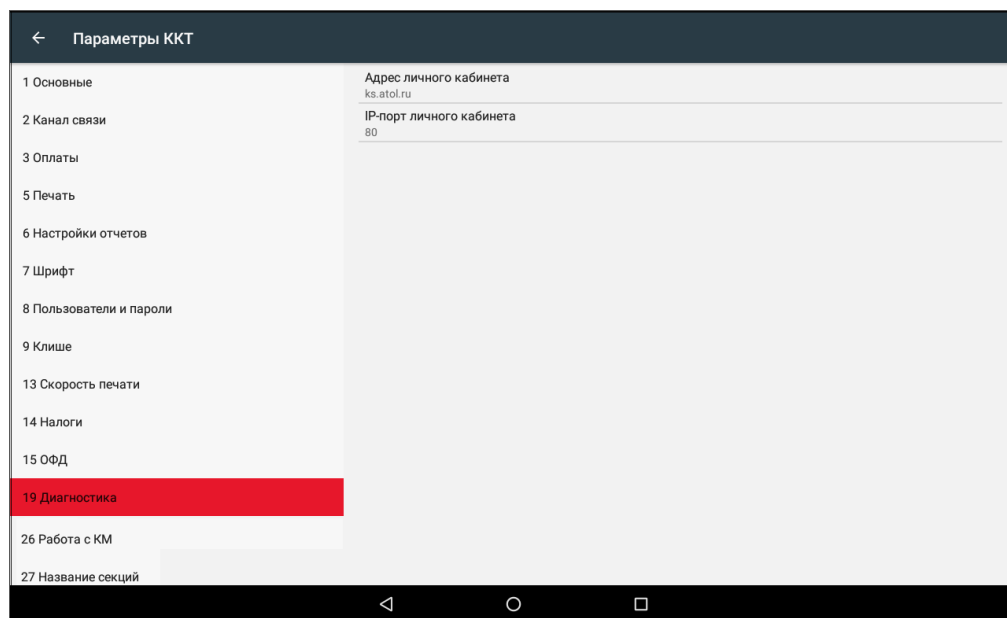 Параметры ККТ
1 Основные
2 Канал связи
3 Оплаты
5 Печать
6 Настройки отчетов
7 Шрифт
8 Пользователи и пароли
9 Клише
13 Скорость печати
14 Налоги
15 ОФД
19 Диагностика
26 Работа с КМ
27 Название секций
Адрес личного кабинета
ks.atol.ru
IP-порт личного кабинета
80